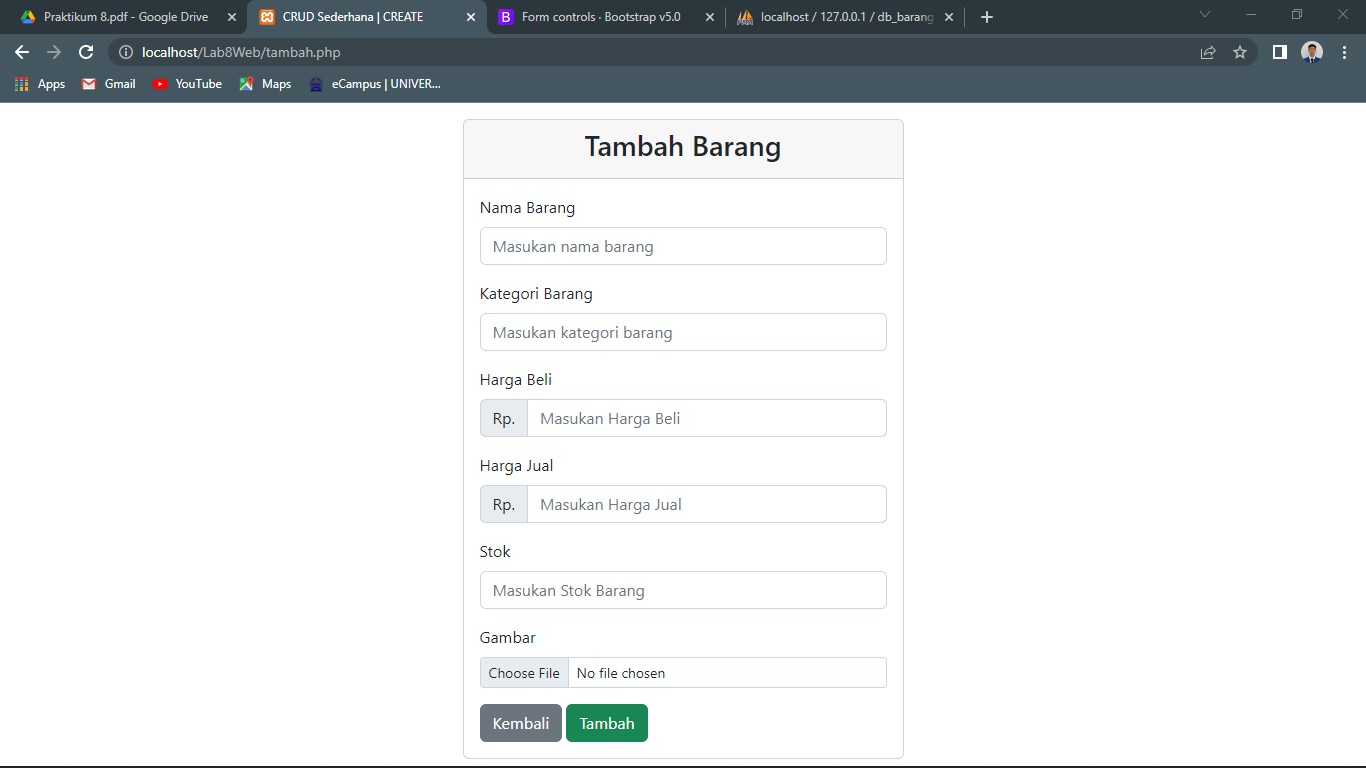 Praktikum 8.pdf - Google Drive
CRUD Sederhana | CREATE
Form controls · Bootstrap v5.0
localhost / 127.0.0.1 / db_barang
localhost/Lab8Web/tambah.php
Apps Gmail YouTube Maps eCampus | UNIVER...
Tambah Barang
Nama Barang
Masukan nama barang
Kategori Barang
Masukan kategori barang
Harga Beli
Rp. Masukan Harga Beli
Harga Jual
Rp. Masukan Harga Jual
Stok
Masukan Stok Barang
Gambar
Choose File No file chosen
Kembali Tambah